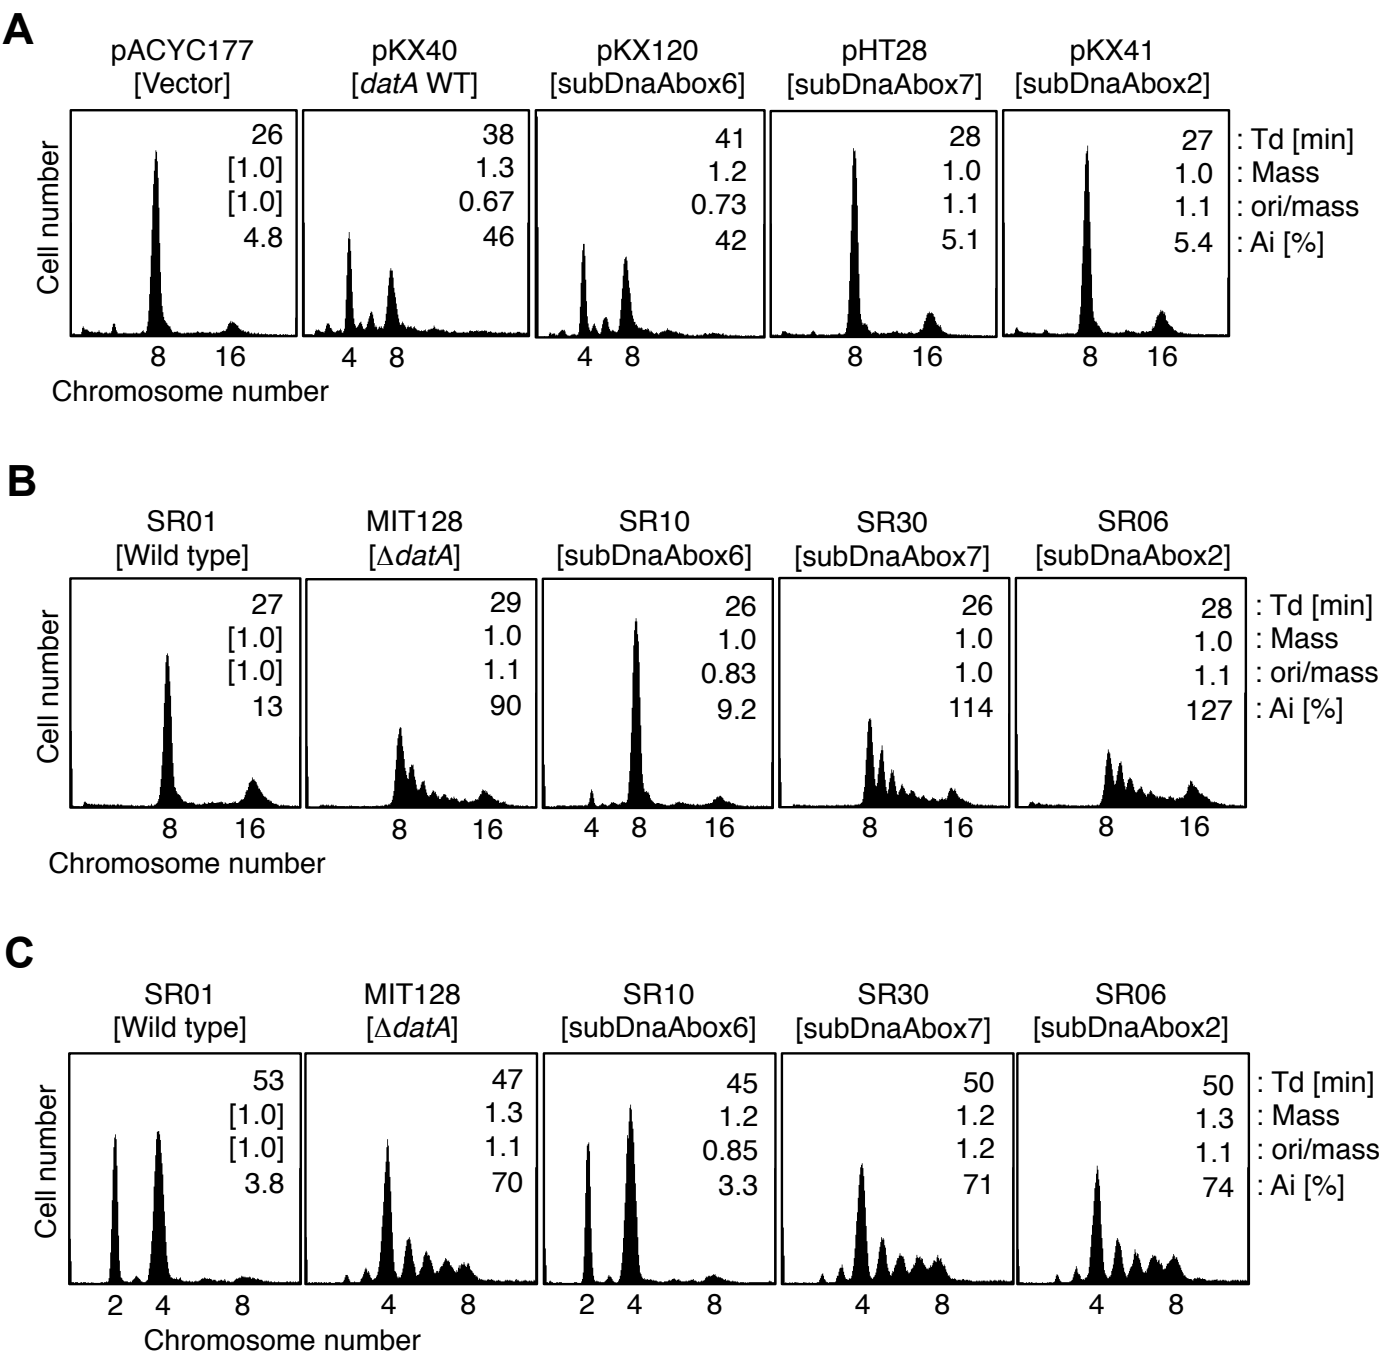 A
pACYC177 pKX40 pKX120 pHT28 pKX41
[Vector] [datA WT] [subDnaAbox6] [subDnaAbox7] [subDnaAbox2]
26 38 41 28 27 : Td [min]
[1.0] 1.3 1.2 1.0 1.0 : Mass
[1.0] 0.67 0.73 1.1 1.1 : ori/mass
4.8 46 42 5.1 5.4 : Ai [%]
Cell number
8 16 4 8 4 8 8 16 8 16
Chromosome number
B
SR01 MIT128 SR10 SR30 SR06
[Wild type] [ΔdatA] [subDnaAbox6] [subDnaAbox7] [subDnaAbox2]
27 29 26 26 28 : Td [min]
[1.0] 1.0 1.0 1.0 1.0 : Mass
[1.0] 1.1 0.83 1.0 1.1 : ori/mass
13 90 9.2 114 127 : Ai [%]
Cell number
8 16 8 16 4 8 16 8 16 8 16
Chromosome number
C
SR01 MIT128 SR10 SR30 SR06
[Wild type] [ΔdatA] [subDnaAbox6] [subDnaAbox7] [subDnaAbox2]
53 47 45 50 50 : Td [min]
[1.0] 1.3 1.2 1.2 1.3 : Mass
[1.0] 1.1 0.85 1.2 1.1 : ori/mass
3.8 70 3.3 71 74 : Ai [%]
Cell number
2 4 8 4 8 2 4 8 4 8 4 8
Chromosome number